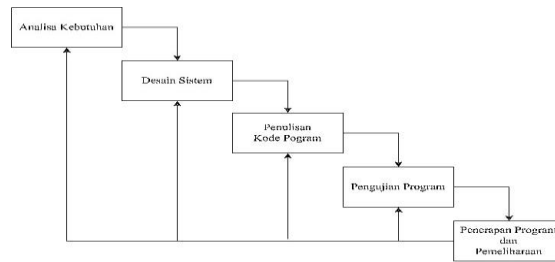 Analisa Kebutuhan
Desain Sistem
Penulisan
Kode Pogram
Pengujian Program
Penerapan Program
dan
Pemeliharaan